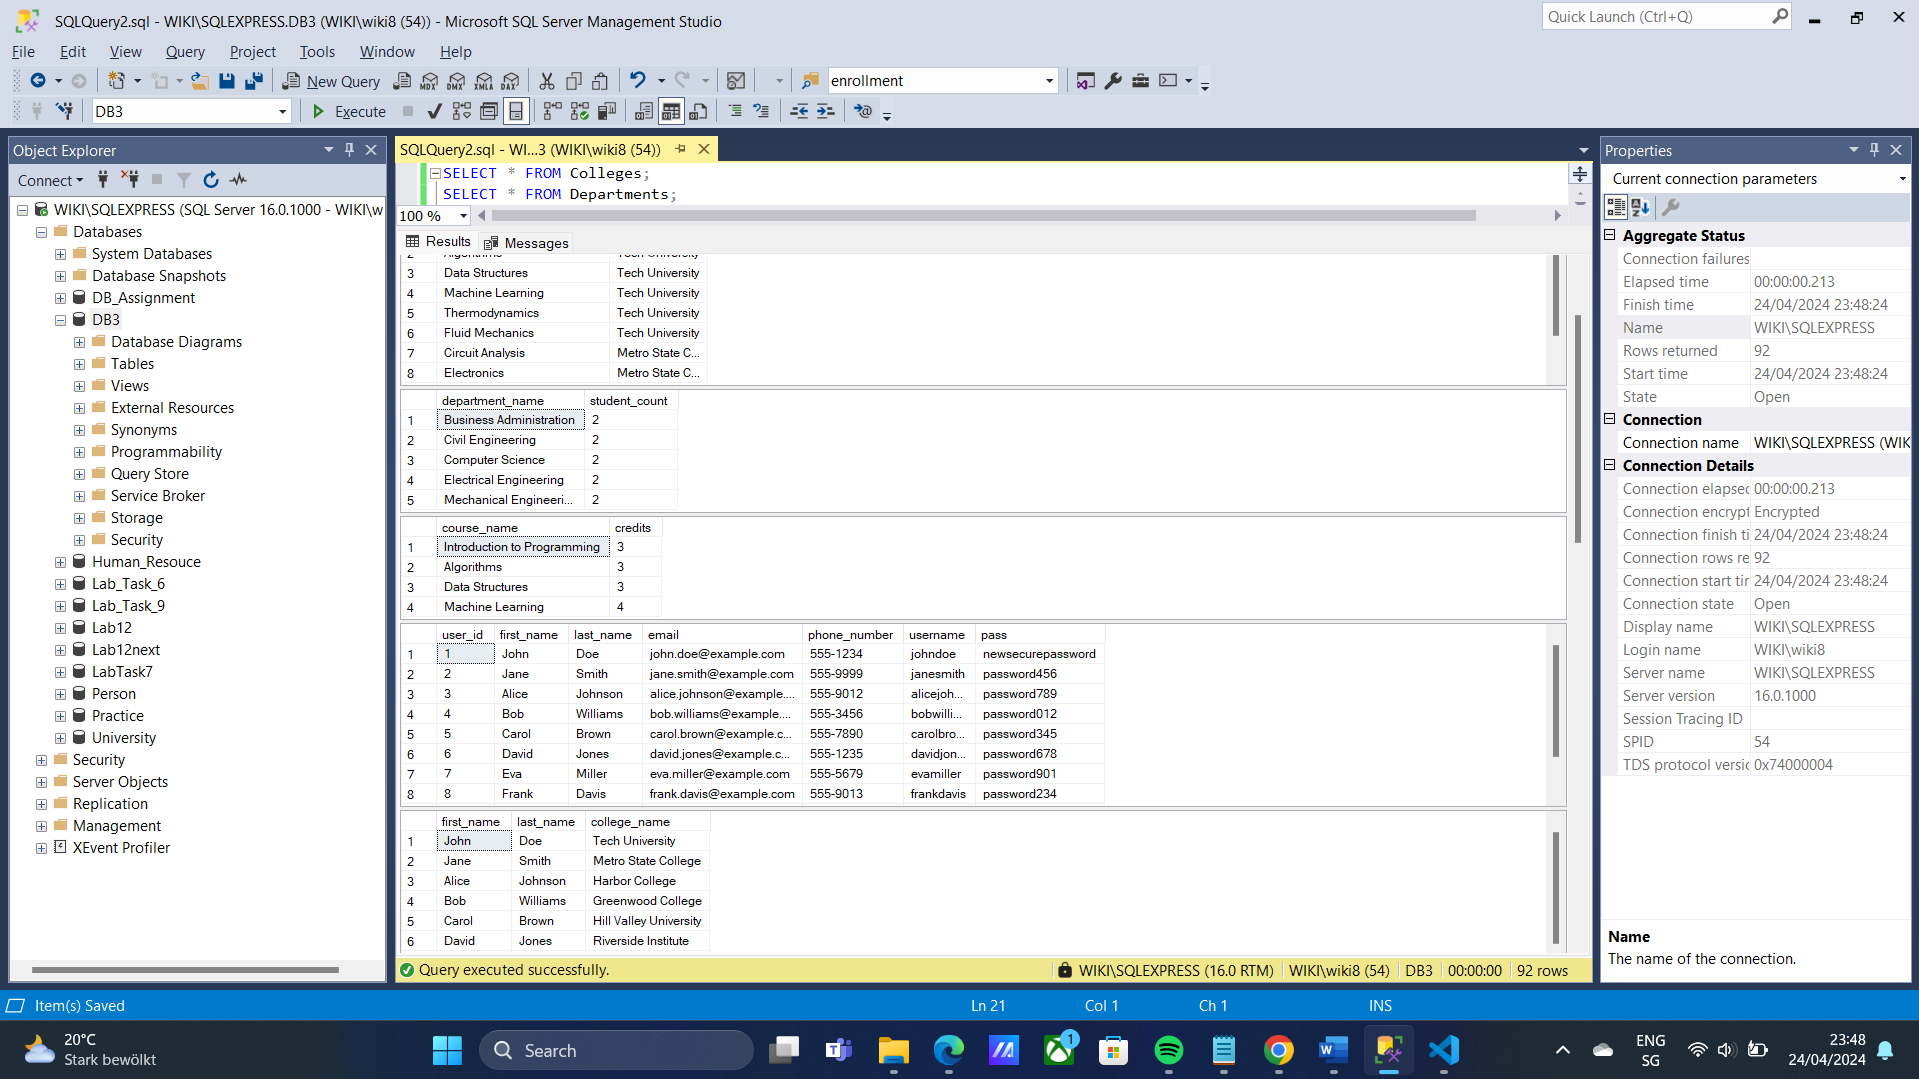 SQLQuery2.sql - WIKI\SQLEXPRESS.DB3 (WIKI\wiki8 (54)) - Microsoft SQL Server Management Studio
Quick Launch (Ctrl+Q)
File Edit View Query Project Tools Window Help
New Query
MDX DMX XMLA DAX
enrollment
DB3
Execute
Object Explorer
Connect
WIKI\SQLEXPRESS (SQL Server 16.0.1000 - WIKI\w
Databases
System Databases
Database Snapshots
DB_Assignment
DB3
Database Diagrams
Tables
Views
External Resources
Synonyms
Programmability
Query Store
Service Broker
Storage
Security
Human_Resouce
Lab_Task_6
Lab_Task_9
Lab12
Lab12next
LabTask7
Person
Practice
University
Security
Server Objects
Replication
Management
XEvent Profiler
SQLQuery2.sql - WI...3 (WIKI\wiki8 (54))
SELECT * FROM Colleges;
SELECT * FROM Departments;
100 %
Results Messages
2 Algorithms Tech University
3 Data Structures Tech University
4 Machine Learning Tech University
5 Thermodynamics Tech University
6 Fluid Mechanics Tech University
7 Circuit Analysis Metro State C...
8 Electronics Metro State C...
department_name student_count
1 Business Administration 2
2 Civil Engineering 2
3 Computer Science 2
4 Electrical Engineering 2
5 Mechanical Engineeri... 2
course_name credits
1 Introduction to Programming 3
2 Algorithms 3
3 Data Structures 3
4 Machine Learning 4
user_id first_name last_name email phone_number username pass
1 1 John Doe john.doe@example.com 555-1234 johndoe newsecurepassword
2 2 Jane Smith jane.smith@example.com 555-9999 janesmith password456
3 3 Alice Johnson alice.johnson@example.... 555-9012 alicejoh... password789
4 4 Bob Williams bob.williams@example.... 555-3456 bobwilli... password012
5 5 Carol Brown carol.brown@example.c... 555-7890 carolbro... password345
6 6 David Jones david.jones@example.c... 555-1235 davidjon... password678
7 7 Eva Miller eva.miller@example.com 555-5679 evamiller password901
8 8 Frank Davis frank.davis@example.com 555-9013 frankdavis password234
first_name last_name college_name
1 John Doe Tech University
2 Jane Smith Metro State College
3 Alice Johnson Harbor College
4 Bob Williams Greenwood College
5 Carol Brown Hill Valley University
6 David Jones Riverside Institute
Query executed successfully. WIKI\SQLEXPRESS (16.0 RTM) WIKI\wiki8 (54) DB3 00:00:00 92 rows
Properties
Current connection parameters
Aggregate Status
Connection failures
Elapsed time 00:00:00.213
Finish time 24/04/2024 23:48:24
Name WIKI\SQLEXPRESS
Rows returned 92
Start time 24/04/2024 23:48:24
State Open
Connection
Connection name WIKI\SQLEXPRESS (WIK
Connection Details
Connection elapsec 00:00:00.213
Connection encrypt Encrypted
Connection finish ti 24/04/2024 23:48:24
Connection rows re 92
Connection start tir 24/04/2024 23:48:24
Connection state Open
Display name WIKI\SQLEXPRESS
Login name WIKI\wiki8
Server name WIKI\SQLEXPRESS
Server version 16.0.1000
Session Tracing ID
SPID 54
TDS protocol versic 0x74000004
Name
The name of the connection.
Item(s) Saved Ln 21 Col 1 Ch 1 INS
20°C
Stark bewölkt
Search
1
ENG
SG
23:48
24/04/2024